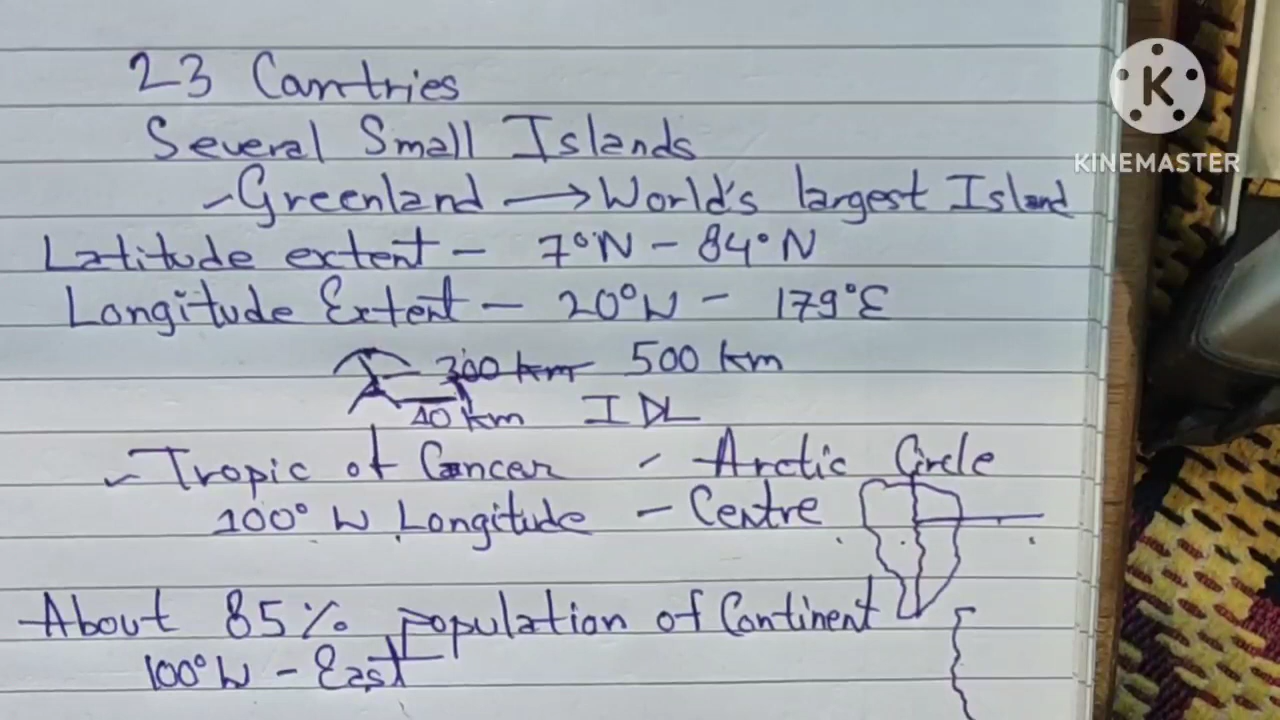 23 Countries
Several Small Islands
- Greenland → World's largest Island
Latitude extent - 7°N - 84°N
Longitude Extent - 20°W - 179°E
300 km 500 km
40 km IDL
Tropic of Cancer - Arctic Circle
100° W Longitude - Centre
About 85% population of Continent
100°W - East
K
KINEMASTER